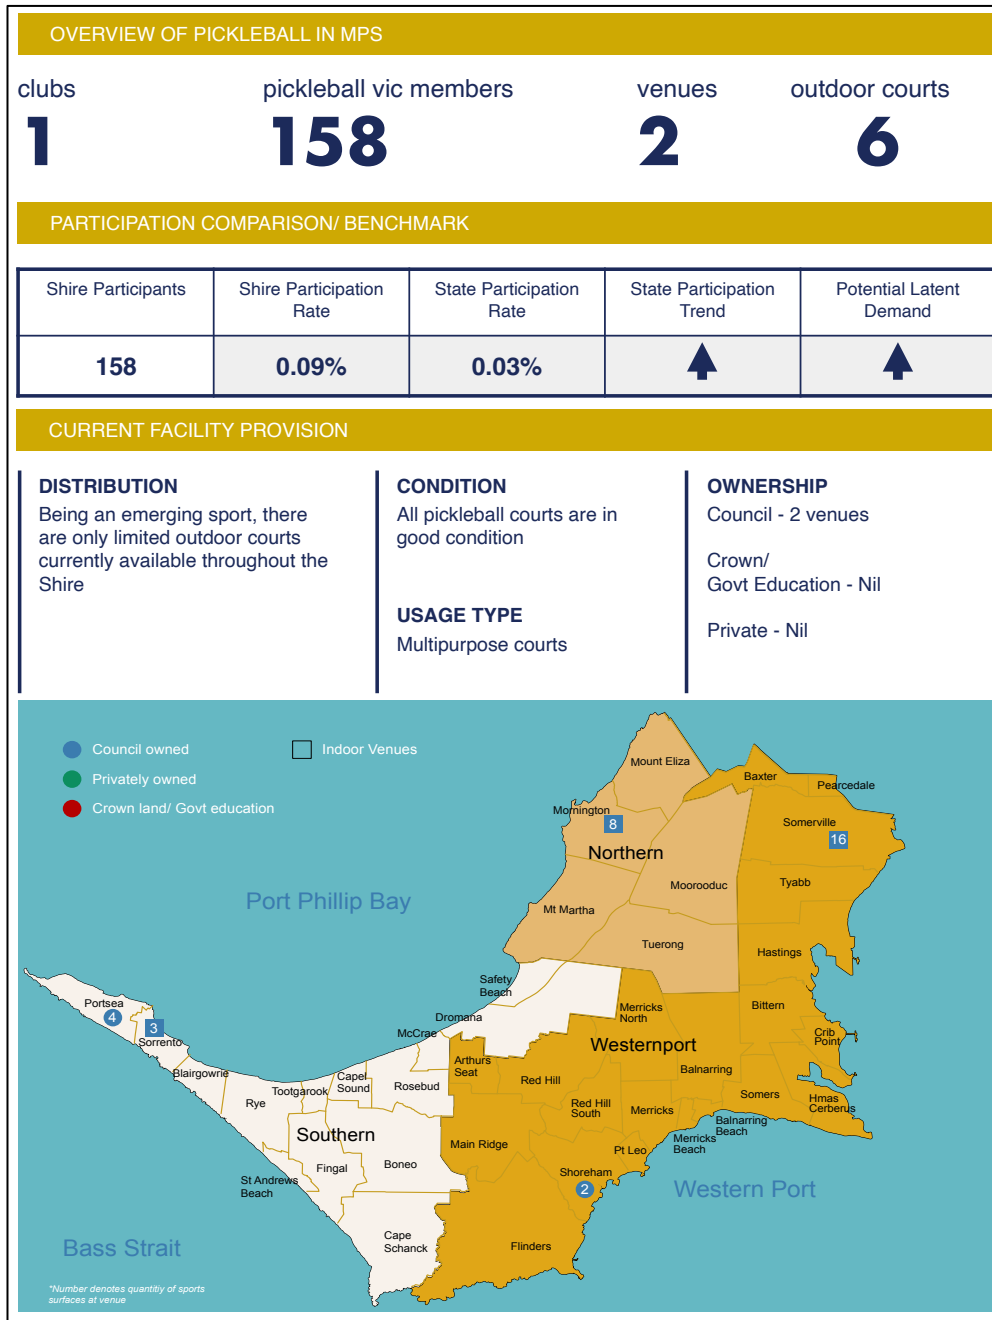 OVERVIEW OF PICKLEBALL IN MPS
clubs
1
pickleball vic members
158
venues
2
outdoor courts
6
PARTICIPATION COMPARISON/ BENCHMARK
Shire Participants
Shire Participation
Rate
State Participation
Rate
State Participation
Trend
Potential Latent
Demand
158
0.09%
0.03%
CURRENT FACILITY PROVISION
DISTRIBUTION
Being an emerging sport, there
are only limited outdoor courts
currently available throughout the
Shire
CONDITION
All pickleball courts are in
good condition
USAGE TYPE
Multipurpose courts
OWNERSHIP
Council - 2 venues
Crown/
Govt Education - Nil
Private - Nil
Council owned
Privately owned
Crown land/ Govt education
Indoor Venues
Mount Eliza
Baxter
Pearcedale
Mornington
8
Somerville
16
Northern
Moorooduc
Tyabb
Mt Martha
Port Phillip Bay
Tuerong
Hastings
Safety
Beach
Portsea
4
3
Sorrento
Dromana
McCrae
Merricks
North
Bittern
Crib
Point
Westernport
Blairgowrie
Rye
Tootgarook
Capel
Sound
Rosebud
Arthurs
Seat
Red Hill
Balnarring
Somers
Hmas
Cerberus
Red Hill
South
Merricks
Balnarring
Beach
Merricks
Beach
Southern
Main Ridge
Pt Leo
Fingal
Boneo
St Andrews
Beach
Shoreham
2
Western Port
Cape
Schanck
Flinders
Bass Strait
*Number denotes quantitiy of sports
surfaces at venue